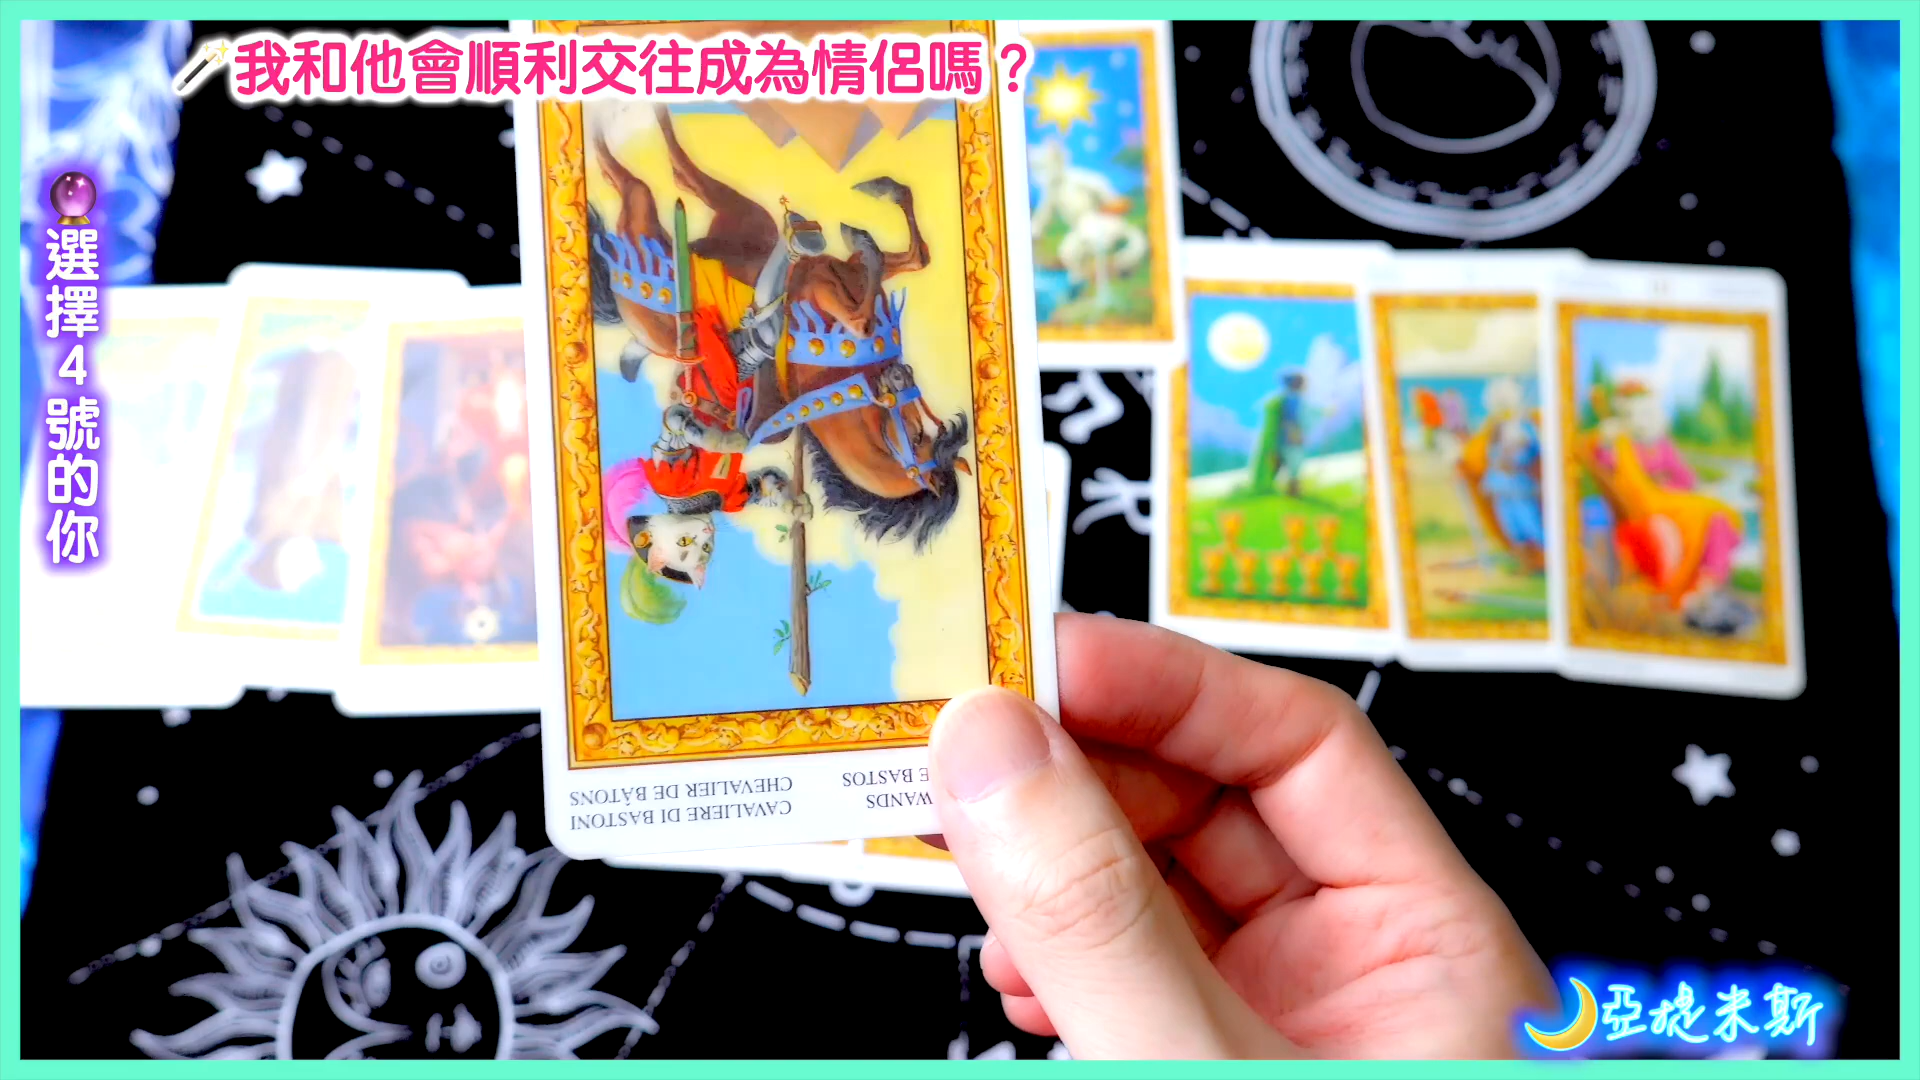 我和他會順利交往成為情侶嗎？
選擇4號的你
CAVALIERE DI BASTONI
CHEVALIER DE BÂTONS
WANDS
E BASTOS
亞堤米斯